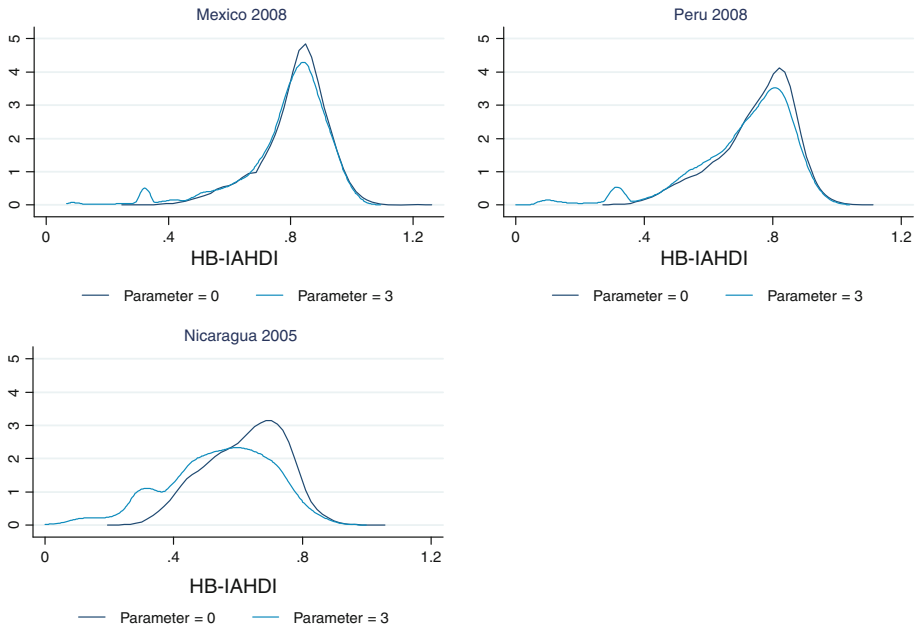 Mexico 2008
5
4
3
2
1
0
0 .4 .8 1.2
HB-IAHDI
Parameter = 0 Parameter = 3
Peru 2008
5
4
3
2
1
0
0 .4 .8 1.2
HB-IAHDI
Parameter = 0 Parameter = 3
Nicaragua 2005
5
4
3
2
1
0
0 .4 .8 1.2
HB-IAHDI
Parameter = 0 Parameter = 3